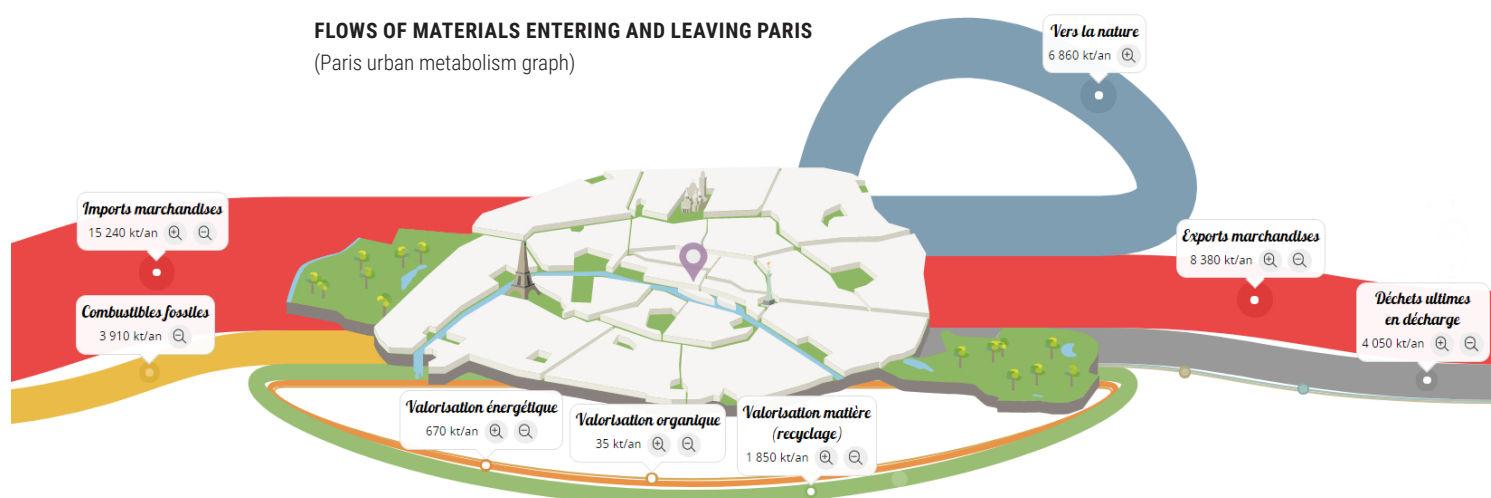 FLOWS OF MATERIALS ENTERING AND LEAVING PARIS
(Paris urban metabolism graph)
Vers la nature
6 860 kt/an
Imports marchandises
15 240 kt/an
Exports marchandises
8 380 kt/an
Combustibles fossiles
3 910 kt/an
Déchets ultimes
en décharge
4 050 kt/an
Valorisation énergétique
670 kt/an
Valorisation organique
35 kt/an
Valorisation matière
(recyclage)
1 850 kt/an